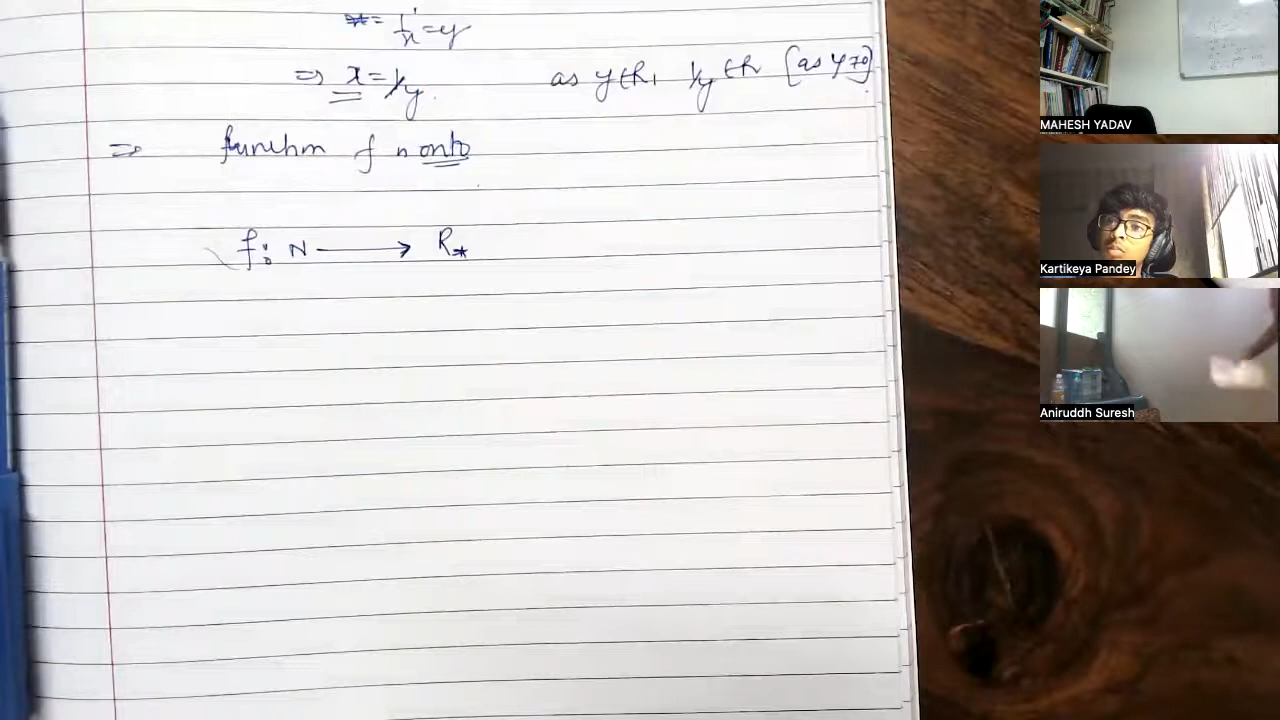 1/x = y
⇒ x = 1/y. as y ∈ R, 1/y ∈ R [as y ≠ 0]
⇒ function f is onto
f: N ⟶ R*
MAHESH YADAV
Kartikeya Pandey
Aniruddh Suresh